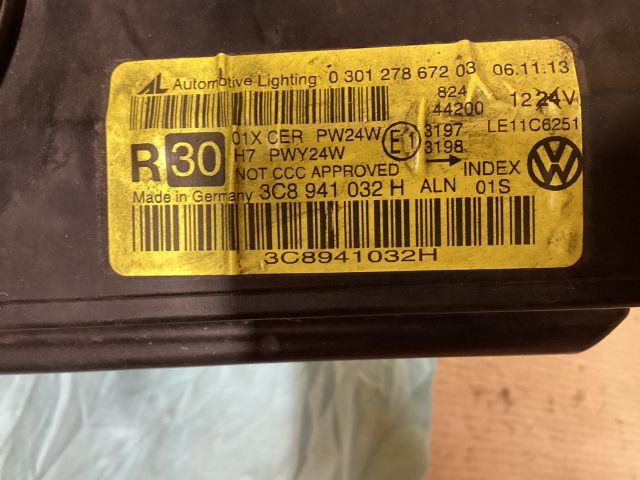 AL Automotive Lighting 0 301 278 672 03 06.11.13
824
44200 12 24V
R 30 01X CER PW24W E1 3197 LE11C6251
H7 PWY24W 3198
NOT CCC APPROVED → INDEX
Made in Germany 3C8 941 032 H ALN 01S
3C8941032H